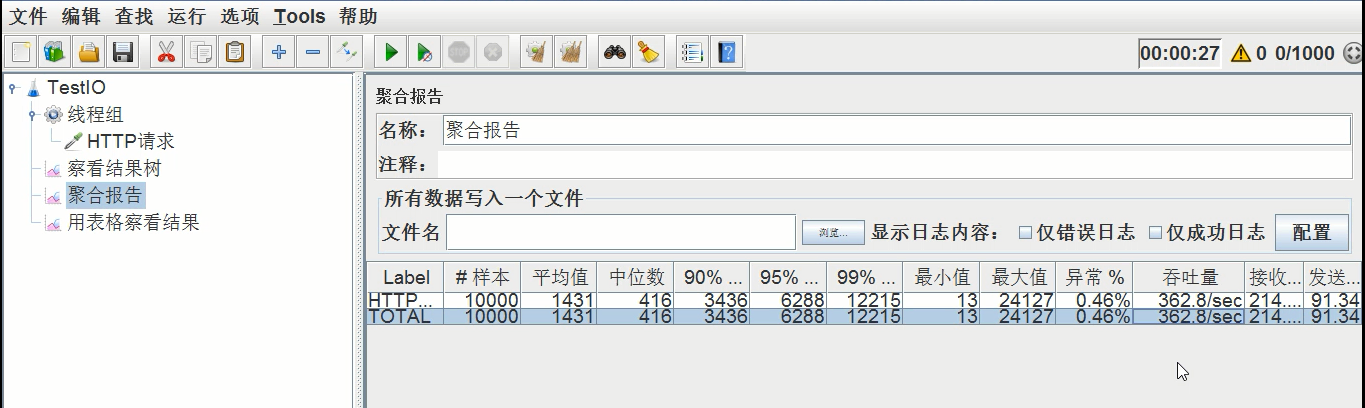 文件 编辑 查找 运行 选项 Tools 帮助
00:00:27 0 0/1000
TestIO
线程组
HTTP请求
察看结果树
聚合报告
用表格察看结果
聚合报告
名称： 聚合报告
注释：
所有数据写入一个文件
文件名 浏览... 显示日志内容： 仅错误日志 仅成功日志 配置
Label # 样本 平均值 中位数 90% ... 95% ... 99% ... 最小值 最大值 异常 % 吞吐量 接收... 发送...
HTTP... 10000 1431 416 3436 6288 12215 13 24127 0.46% 362.8/sec 214.... 91.34
TOTAL 10000 1431 416 3436 6288 12215 13 24127 0.46% 362.8/sec 214.... 91.34